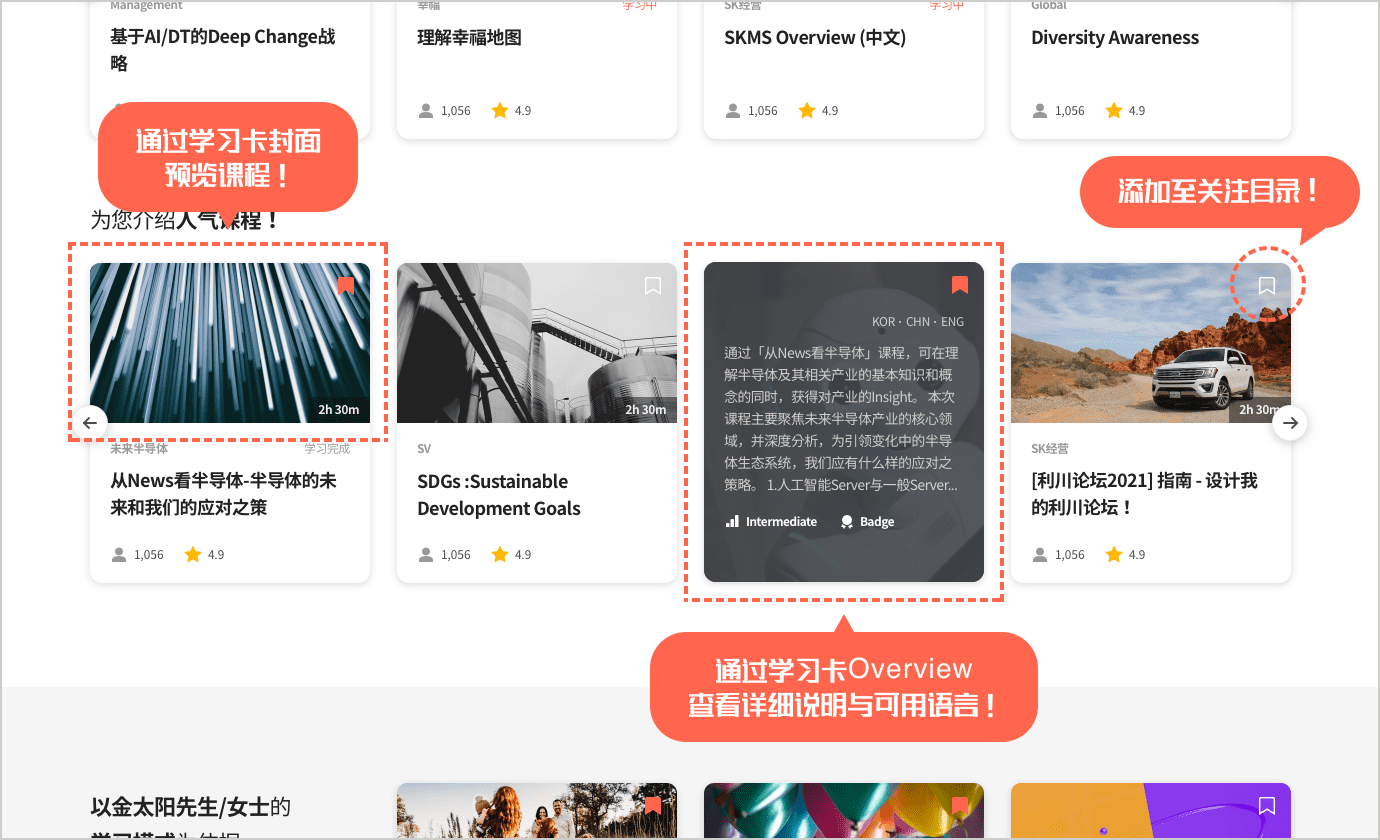 Management
基于AI/DT的Deep Change战
略
幸福
学习中
理解幸福地图
1,056 4.9
SK经营
学习中
SKMS Overview (中文)
1,056 4.9
Global
Diversity Awareness
1,056 4.9
通过学习卡封面
预览课程！
添加至关注目录！
为您介绍人气课程！
2h 30m
未来半导体
学习完成
从News看半导体-半导体的未
来和我们的应对之策
1,056 4.9
2h 30m
SV
SDGs :Sustainable
Development Goals
1,056 4.9
KOR · CHN · ENG
通过「从News看半导体」课程，可在理
解半导体及其相关产业的基本知识和概
念的同时，获得对产业的Insight。 本次
课程主要聚焦未来半导体产业的核心领
域，并深度分析，为引领变化中的半导
体生态系统，我们应有什么样的应对之
策略。 1.人工智能Server与一般Server...
Intermediate Badge
2h 30m
SK经营
[利川论坛2021] 指南 - 设计我
的利川论坛！
1,056 4.9
通过学习卡Overview
查看详细说明与可用语言！
以金太阳先生/女士的
学习模式为依据